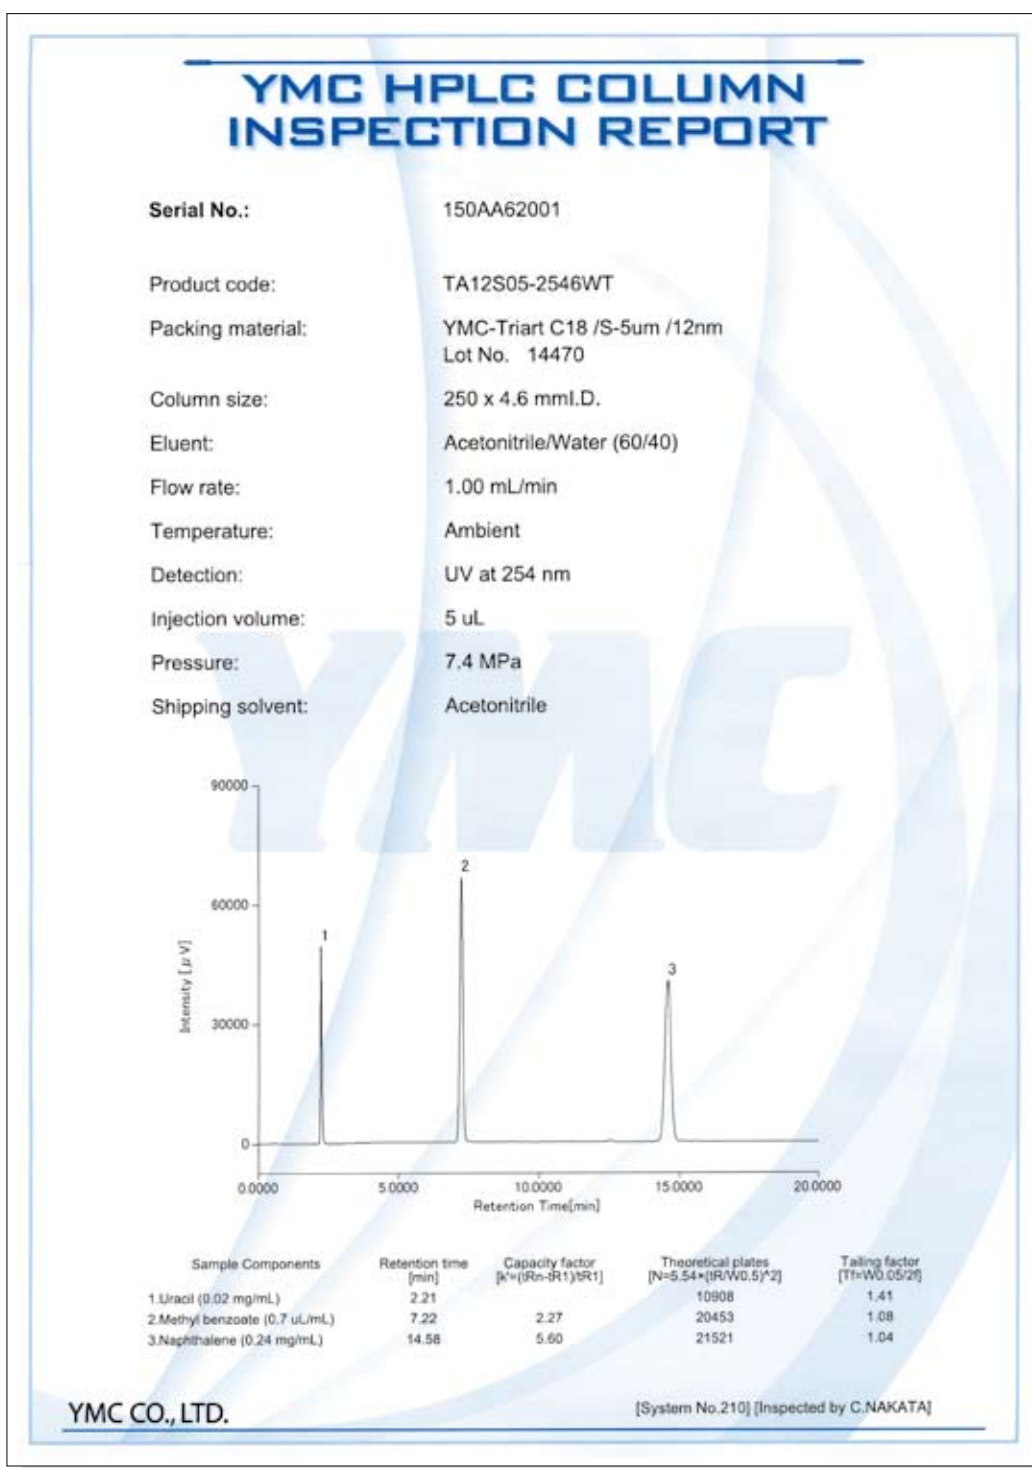 YMC HPLC COLUMN
INSPECTION REPORT
Serial No.: 150AA62001
Product code: TA12S05-2546WT
Packing material: YMC-Triart C18 /S-5um /12nm
Lot No. 14470
Column size: 250 x 4.6 mmI.D.
Eluent: Acetonitrile/Water (60/40)
Flow rate: 1.00 mL/min
Temperature: Ambient
Detection: UV at 254 nm
Injection volume: 5 uL
Pressure: 7.4 MPa
Shipping solvent: Acetonitrile
YMC
90000
2
60000
1
3
Intensity [μV]
30000
0
0.0000 5.0000 10.0000 15.0000 20.0000
Retention Time[min]
Sample Components Retention time Capacity factor Theoretical plates Tailing factor
[min] [k'=(tRn-tR1)/tR1] [N=5.54*(tR/W0.5)^2] [Tf=W0.05/2f]
1.Uracil (0.02 mg/mL) 2.21 10908 1.41
2.Methyl benzoate (0.7 uL/mL) 7.22 2.27 20453 1.08
3.Naphthalene (0.24 mg/mL) 14.58 5.60 21521 1.04
YMC CO., LTD. [System No.210] [Inspected by C.NAKATA]